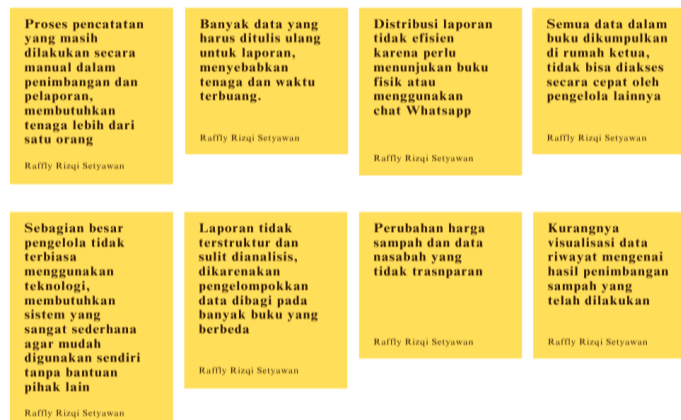 Proses pencatatan
yang masih
dilakukan secara
manual dalam
penimbangan dan
pelaporan,
membutuhkan
tenaga lebih dari
satu orang
Raffly Rizqi Setyawan
Banyak data yang
harus ditulis ulang
untuk laporan,
menyebabkan
tenaga dan waktu
terbuang.
Raffly Rizqi Setyawan
Distribusi laporan
tidak efisien
karena perlu
menunjukan buku
fisik atau
menggunakan
chat Whatsapp
Raffly Rizqi Setyawan
Semua data dalam
buku dikumpulkan
di rumah ketua,
tidak bisa diakses
secara cepat oleh
pengelola lainnya
Raffly Rizqi Setyawan
Sebagian besar
pengelola tidak
terbiasa
menggunakan
teknologi,
membutuhkan
sistem yang
sangat sederhana
agar mudah
digunakan sendiri
tanpa bantuan
pihak lain
Raffly Rizqi Setyawan
Laporan tidak
terstruktur dan
sulit dianalisis,
dikarenakan
pengelompokkan
data dibagi pada
banyak buku yang
berbeda
Raffly Rizqi Setyawan
Perubahan harga
sampah dan data
nasabah yang
tidak trasnparan
Raffly Rizqi Setyawan
Kurangnya
visualisasi data
riwayat mengenai
hasil penimbangan
sampah yang
telah dilakukan
Raffly Rizqi Setyawan